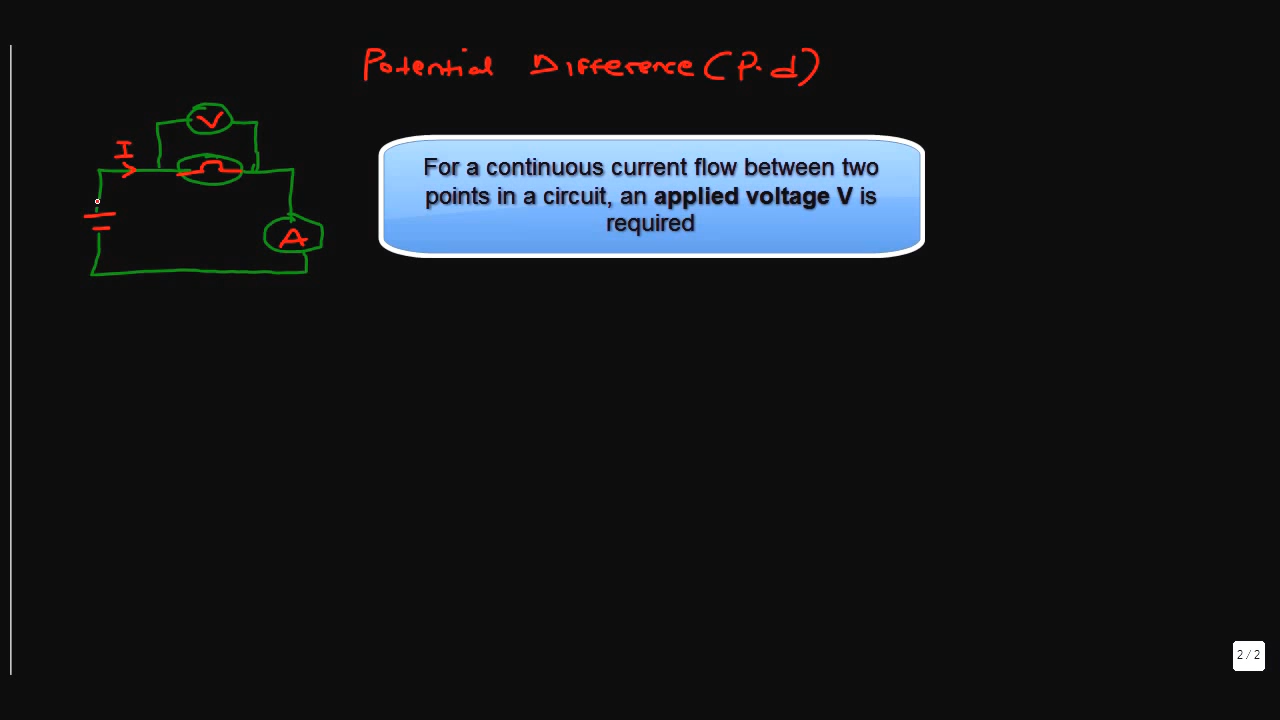 Potential Difference (P.d)
V
I
A
For a continuous current flow between two
points in a circuit, an applied voltage V is
required
2 / 2